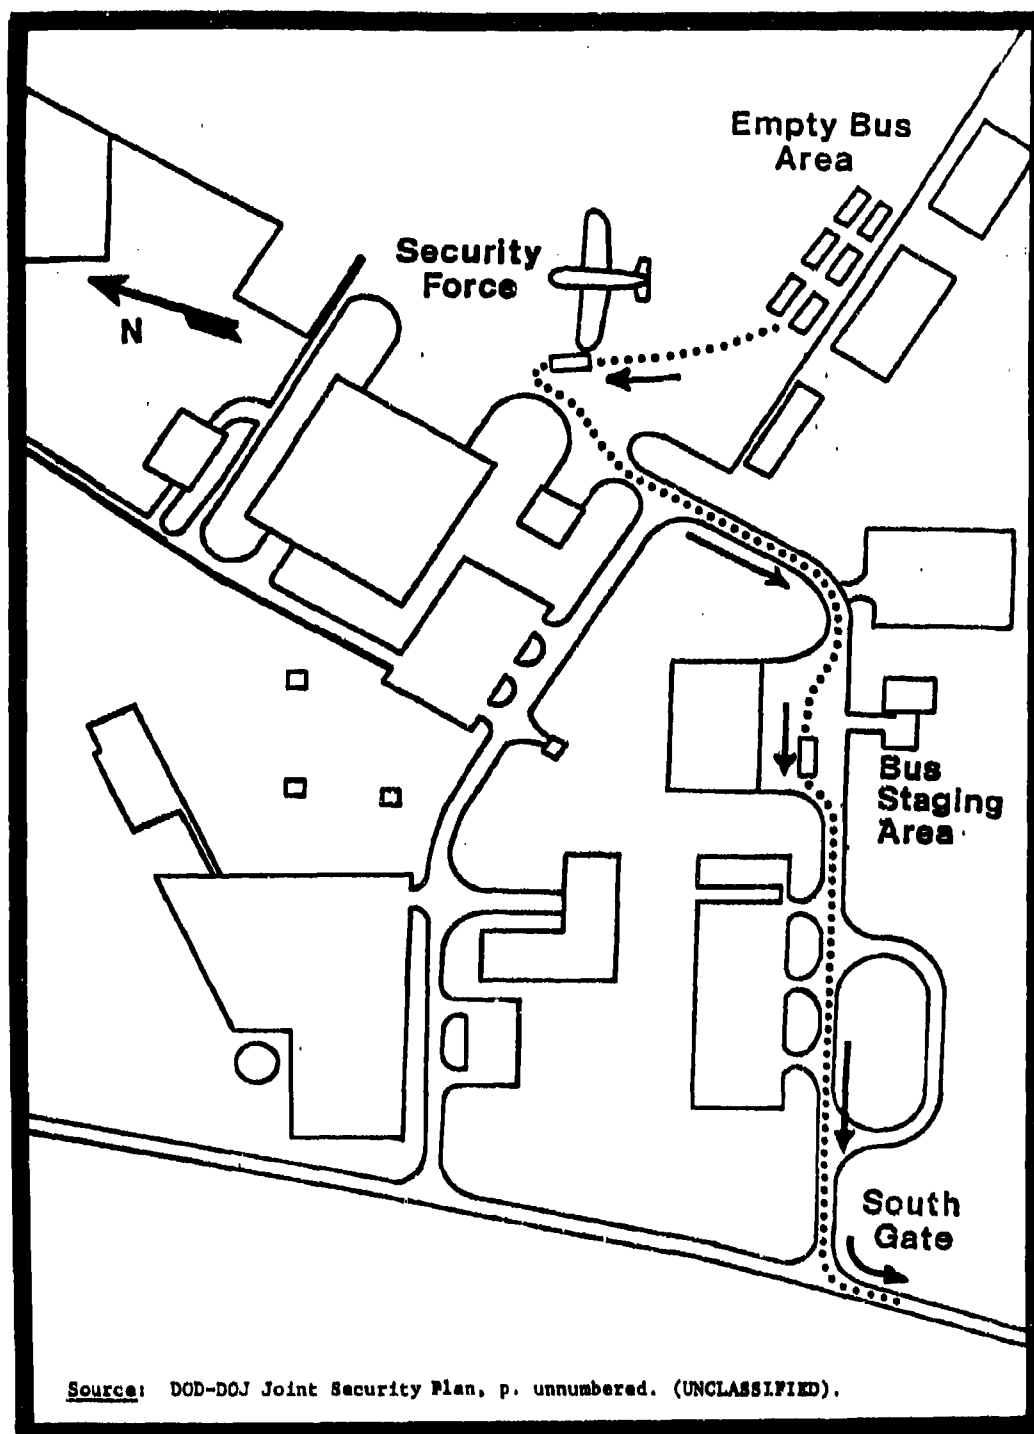 Empty Bus
Area
Security
Force
N
Bus
Staging
Area
South
Gate
Source: DOD-DOJ Joint Security Plan, p. unnumbered. (UNCLASSIFIED).